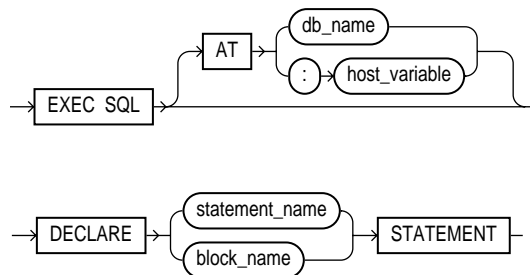 AT
db_name
: host_variable
EXEC SQL
DECLARE
statement_name
block_name
STATEMENT